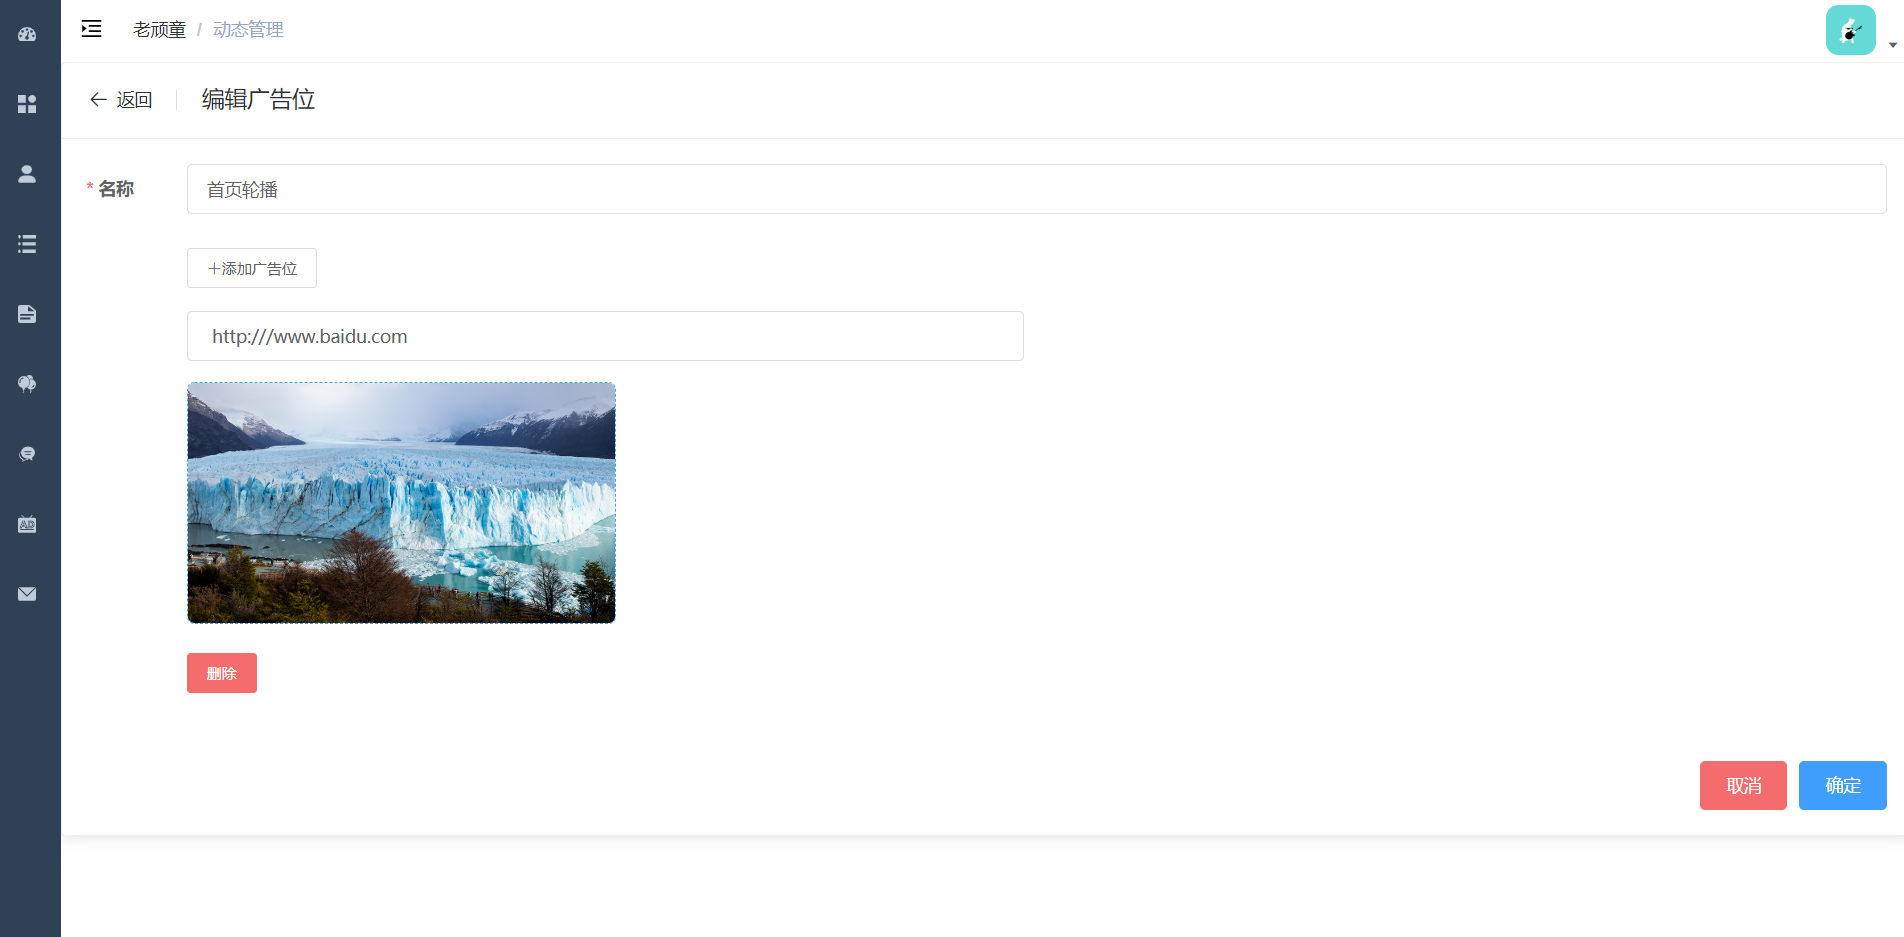 老顽童 / 动态管理
返回 编辑广告位
* 名称 首页轮播
+添加广告位
http:///www.baidu.com
删除
取消 确定
AD